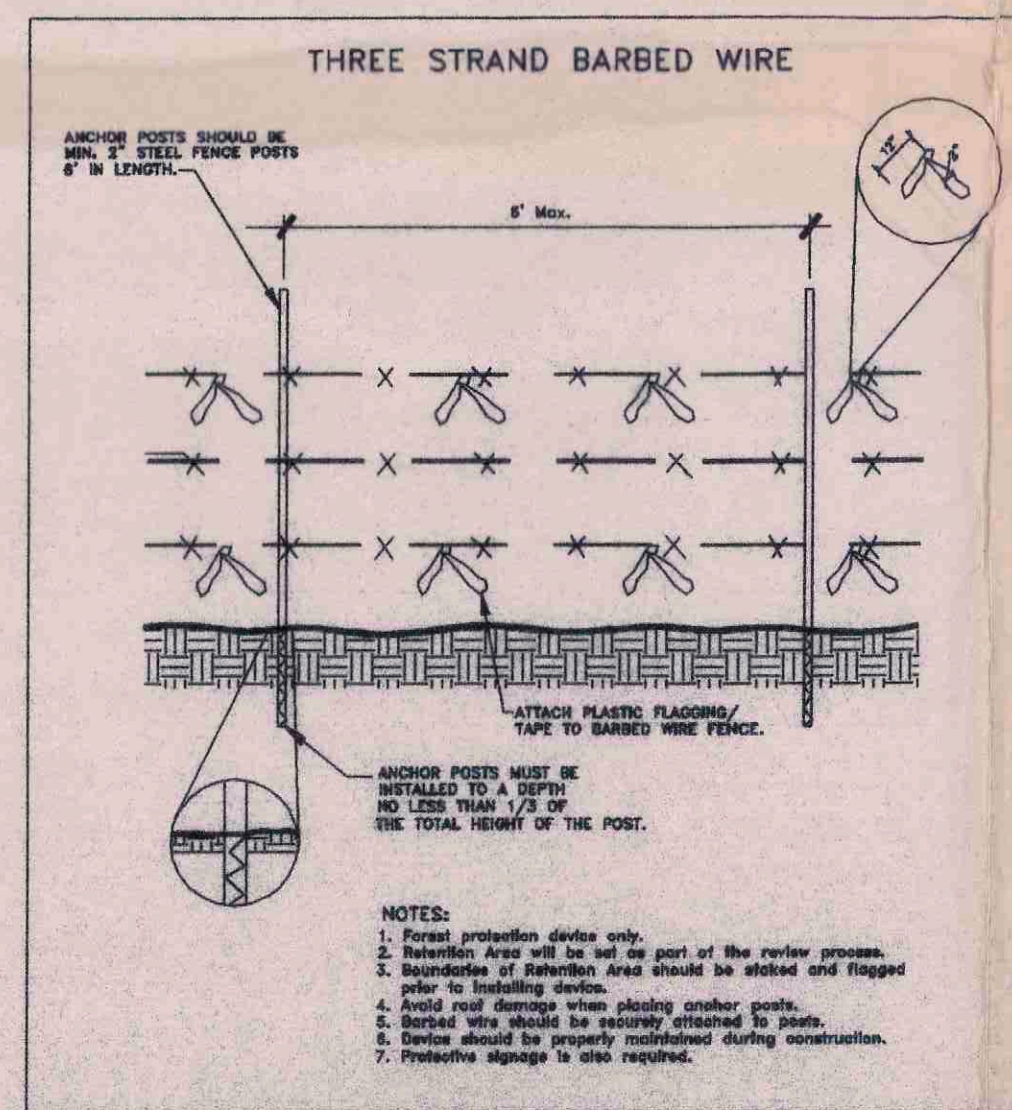 THREE STRAND BARBED WIRE
ANCHOR POSTS SHOULD BE
MIN. 2" STEEL FENCE POSTS
6' IN LENGTH.
12"
8' Max.
ATTACH PLASTIC FLAGGING/
TAPE TO BARBED WIRE FENCE.
ANCHOR POSTS MUST BE
INSTALLED TO A DEPTH
NO LESS THAN 1/3 OF
THE TOTAL HEIGHT OF THE POST.
NOTES:
1. Forest protection device only.
2. Retention Area will be set as part of the review process.
3. Boundaries of Retention Area should be staked and flagged
prior to installing device.
4. Avoid root damage when placing anchor posts.
5. Barbed wire should be securely attached to posts.
6. Device should be properly maintained during construction.
7. Protective signage is also required.